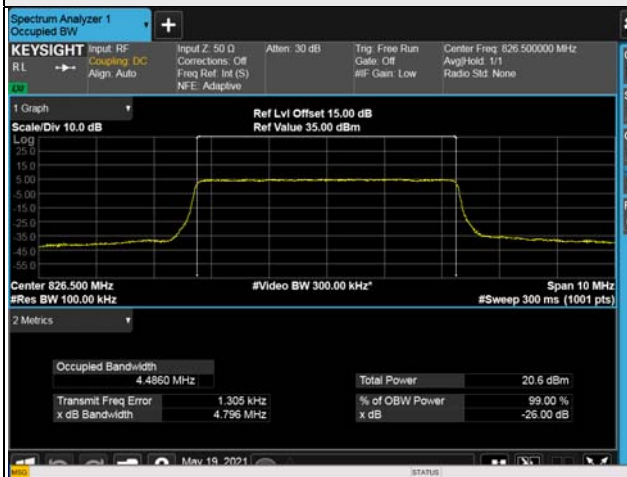 Spectrum Analyzer 1
Occupied BW
KEYSIGHT
RL
Input: RF
Coupling: DC
Align: Auto
Input Z: 50 Ω
Corrections: Off
Freq Ref: Int (S)
NFE: Adaptive
Atten: 30 dB
Trig: Free Run
Gate: Off
#IF Gain: Low
Center Freq: 826.500000 MHz
Avg|Hold: 1/1
Radio Std: None
1 Graph
Scale/Div 10.0 dB
Ref Lvl Offset 15.00 dB
Ref Value 35.00 dBm
Log
25.0
15.0
5.00
-5.00
-15.0
-25.0
-35.0
-45.0
-55.0
Center 826.500 MHz
#Video BW 300.00 kHz*
Span 10 MHz
#Res BW 100.00 kHz
#Sweep 300 ms (1001 pts)
2 Metrics
Occupied Bandwidth
4.4860 MHz
Total Power 20.6 dBm
Transmit Freq Error 1.305 kHz
% of OBW Power 99.00 %
x dB Bandwidth 4.796 MHz
x dB -26.00 dB
May 19, 2021
MSG
STATUS